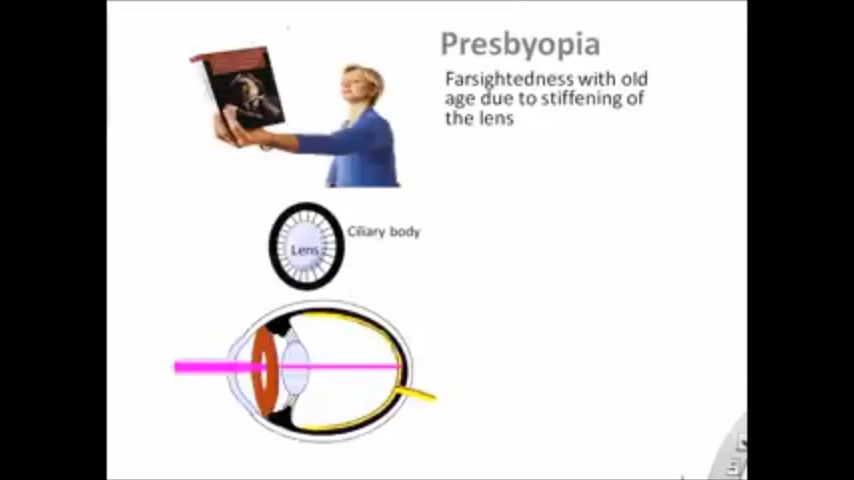 Presbyopia
Farsightedness with old
age due to stiffening of
the lens
Ciliary body
Lens